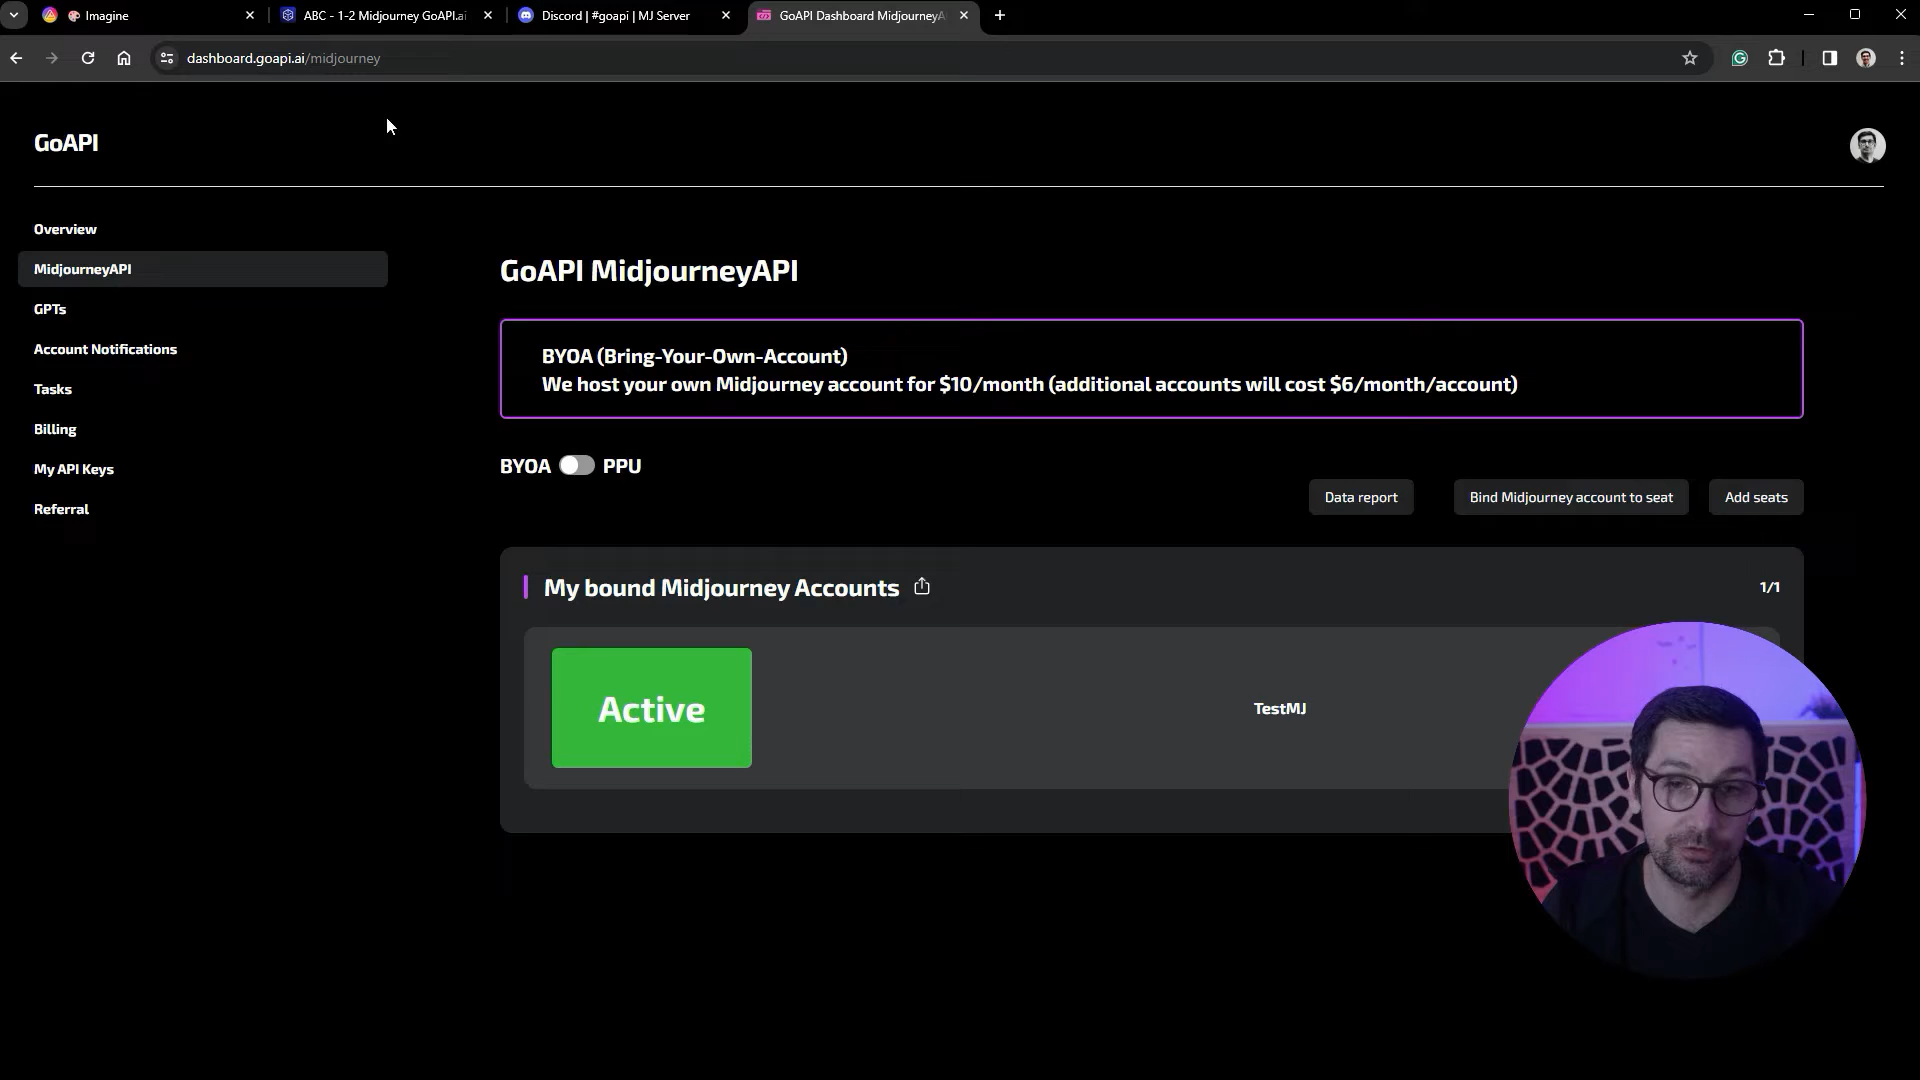 Imagine
ABC - 1-2 Midjourney GoAPI.ai
Discord | #goapi | MJ Server
GoAPI Dashboard MidjourneyA
dashboard.goapi.ai/midjourney
GoAPI
Overview
MidjourneyAPI
GPTs
Account Notifications
Tasks
Billing
My API Keys
Referral
GoAPI MidjourneyAPI
BYOA (Bring-Your-Own-Account)
We host your own Midjourney account for $10/month (additional accounts will cost $6/month/account)
BYOA PPU
Data report
Bind Midjourney account to seat
Add seats
My bound Midjourney Accounts
1/1
Active
TestMJ